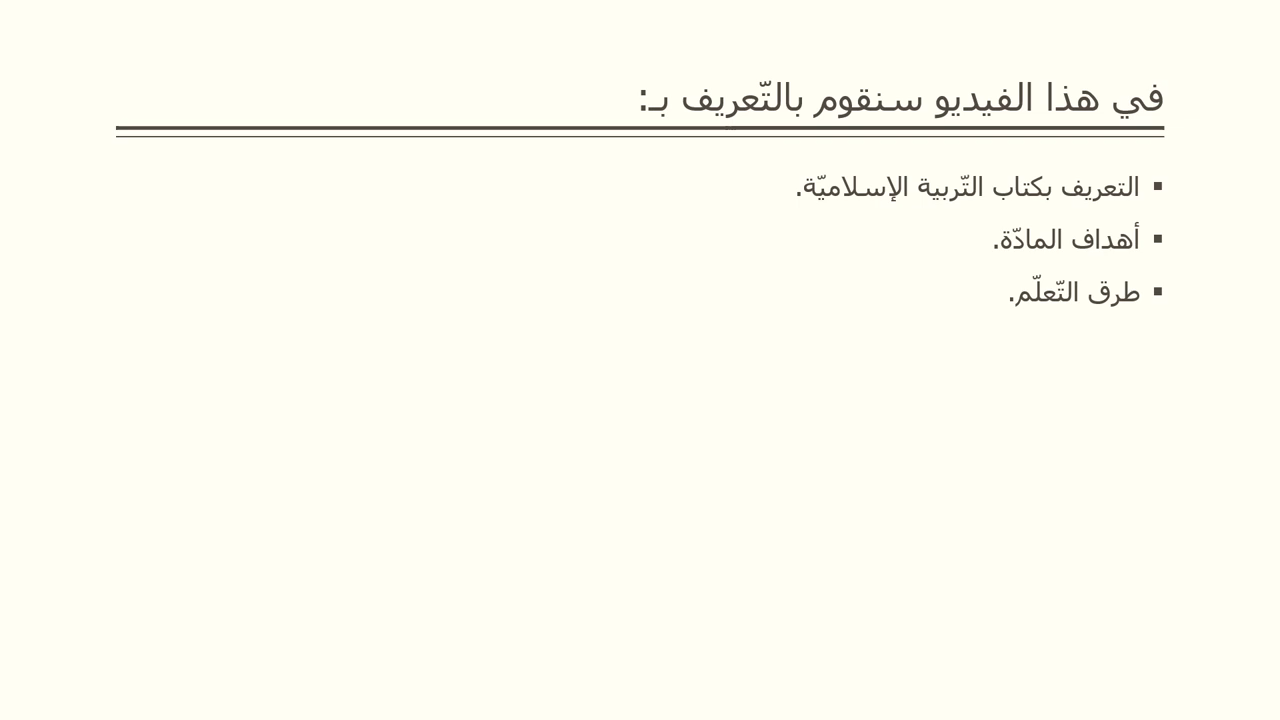 في هذا الفيديو سنقوم بالتّعريف بـ:
▪ التعريف بكتاب التّربية الإسلاميّة.
▪ أهداف المادّة.
▪ طرق التّعلّم.